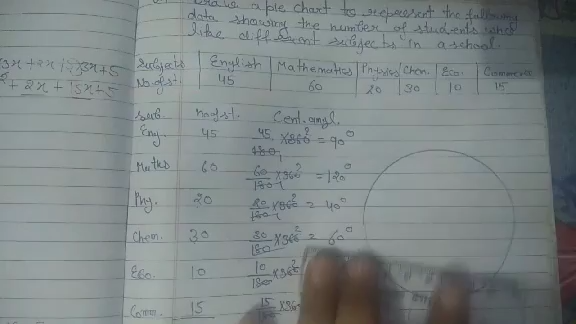 Draw a pie chart to represent the following
data showing the number of students who
like different subjects in a school.
Subjects English Mathematics Physics Chem. Eco. Commerce
No of st. 45 60 20 30 10 15
sub. no of st. Cent. angl.
Eng. 45 45/180 × 360° = 90°
Maths 60 60/180 × 360° = 120°
Phy. 20 20/180 × 360° = 40°
Chem. 30 30/180 × 360° = 60°
Eco. 10 10/180 × 360°
Comm. 15 15/180 × 36